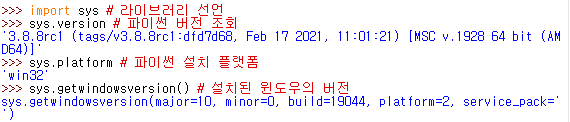 >>> import sys # 라이브러리 선언
>>> sys.version # 파이썬 버전 조회
'3.8.8rc1 (tags/v3.8.8rc1:dfd7d68, Feb 17 2021, 11:01:21) [MSC v.1928 64 bit (AM
D64)]'
>>> sys.platform # 파이썬 설치 플랫폼
'win32'
>>> sys.getwindowsversion() # 설치된 윈도우의 버전
sys.getwindowsversion(major=10, minor=0, build=19044, platform=2, service_pack='
')